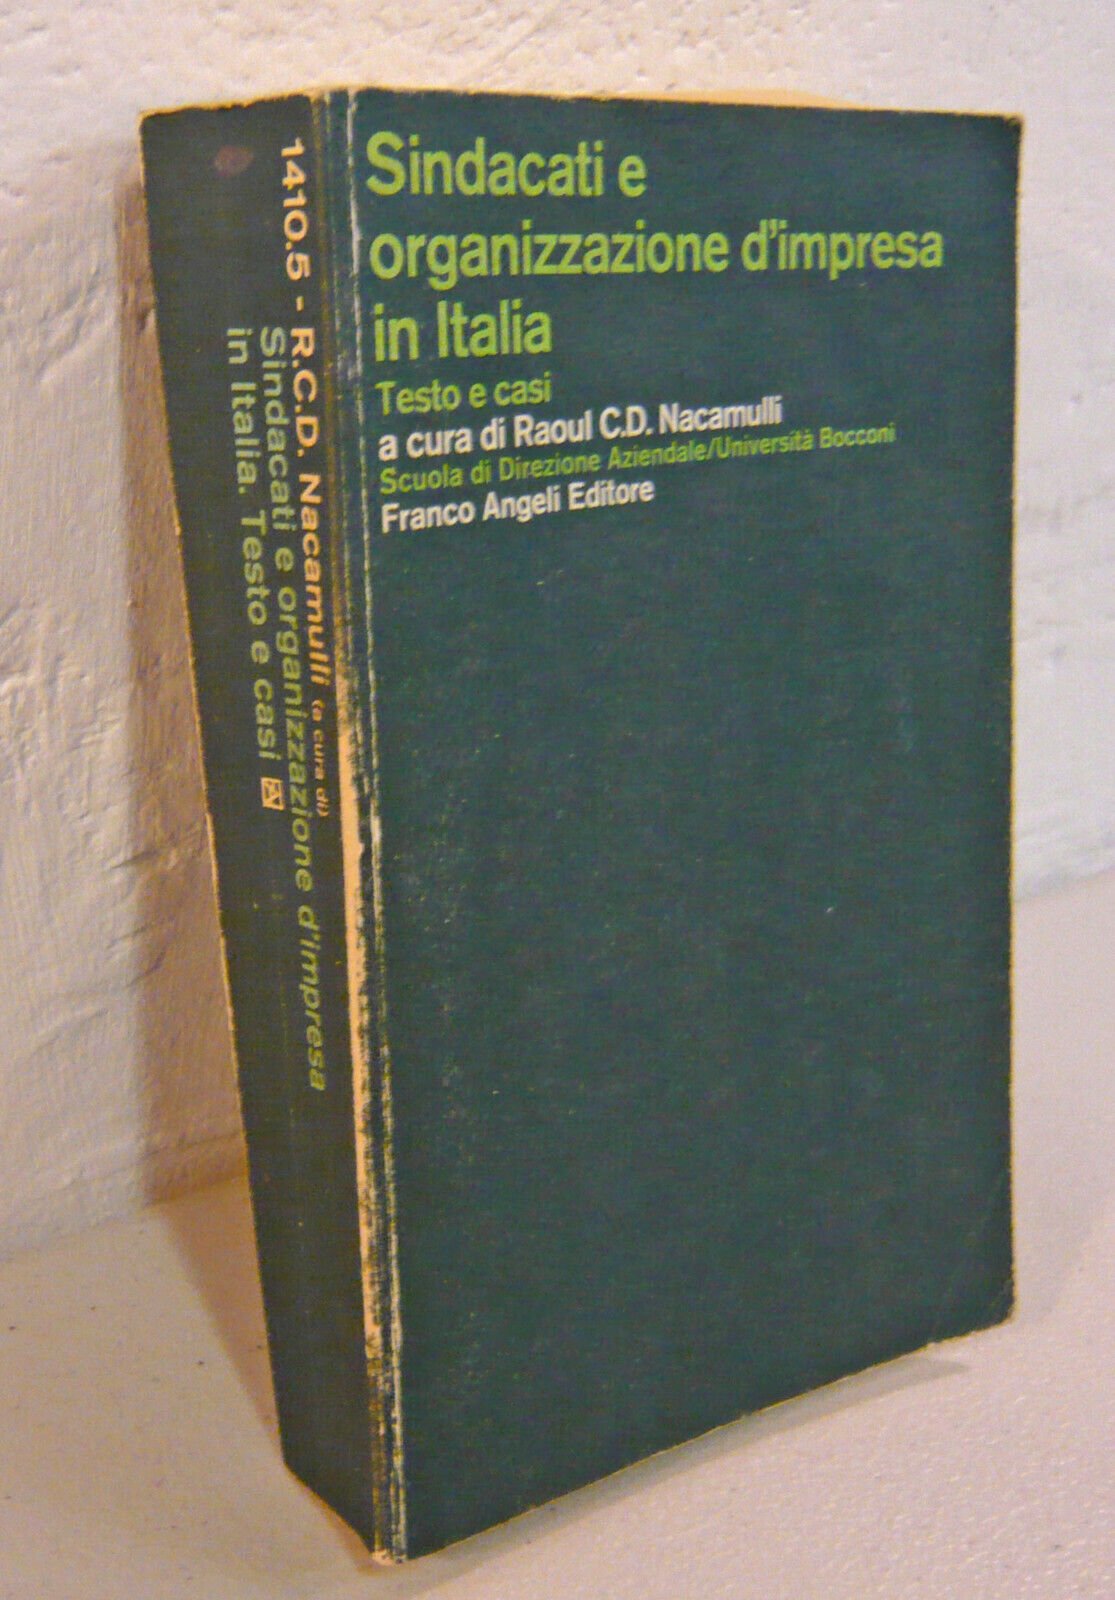 Sindacati e
organizzazione d'impresa
in Italia
Testo e casi
a cura di Raoul C.D. Nacamulli
Scuola di Direzione Aziendale/Università Bocconi
Franco Angeli Editore
1410.5 - R.C.D. Nacamulli (a cura di)
Sindacati e organizzazione d'impresa
in Italia. Testo e casi